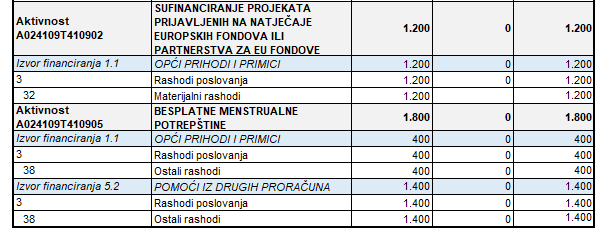 SUFINANCIRANJE PROJEKATA
Aktivnost PRIJAVLJENIH NA NATJEČAJE
A024109T410902 EUROPSKIH FONDOVA ILI 1.200 0 1.200
PARTNERSTVA ZA EU FONDOVE
Izvor financiranja 1.1 OPĆI PRIHODI I PRIMICI 1.200 0 1.200
3 Rashodi poslovanja 1.200 0 1.200
32 Materijalni rashodi 1.200 1.200
Aktivnost BESPLATNE MENSTRUALNE 1.800 0 1.800
A024109T410905 POTREPŠTINE
Izvor financiranja 1.1 OPĆI PRIHODI I PRIMICI 400 0 400
3 Rashodi poslovanja 400 0 400
38 Ostali rashodi 400 0 400
Izvor financiranja 5.2 POMOĆI IZ DRUGIH PRORAČUNA 1.400 0 1.400
3 Rashodi poslovanja 1.400 0 1.400
38 Ostali rashodi 1.400 0 1.400